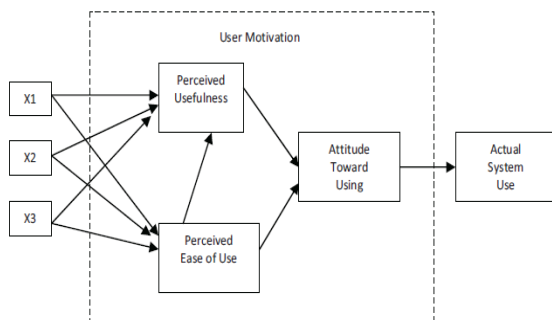 User Motivation
X1
X2
X3
Perceived
Usefulness
Perceived
Ease of Use
Attitude
Toward
Using
Actual
System
Use